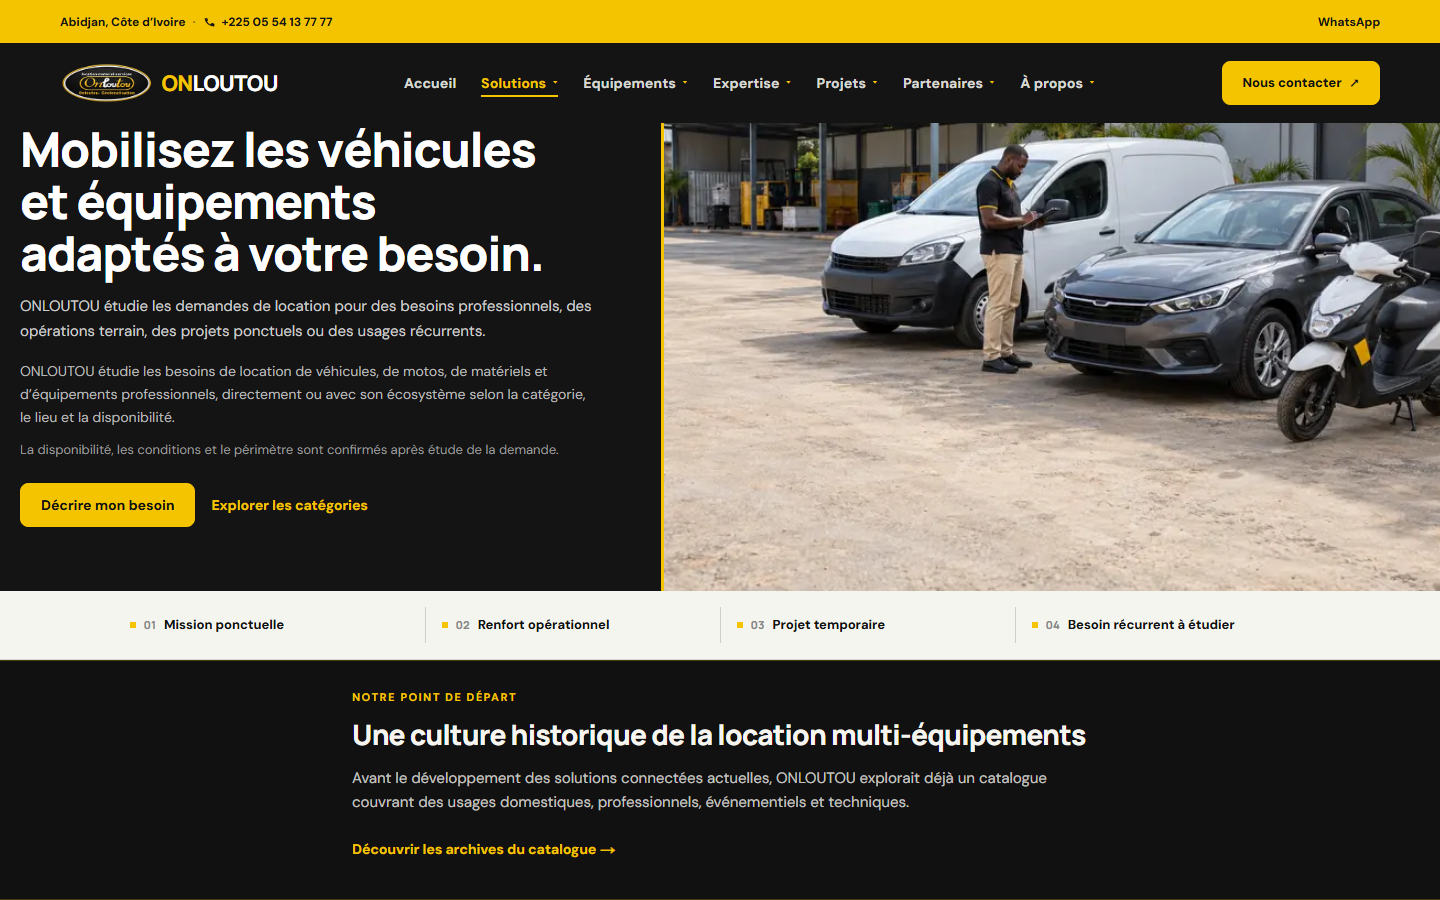 Abidjan, Côte d’Ivoire · +225 05 54 13 77 77
WhatsApp
OnLoutou
ONLOUTOU
Accueil
Solutions
Équipements
Expertise
Projets
Partenaires
À propos
Nous contacter ↗
Mobilisez les véhicules
et équipements
adaptés à votre besoin.
ONLOUTOU étudie les demandes de location pour des besoins professionnels, des
opérations terrain, des projets ponctuels ou des usages récurrents.
ONLOUTOU étudie les besoins de location de véhicules, de motos, de matériels et
d’équipements professionnels, directement ou avec son écosystème selon la catégorie,
le lieu et la disponibilité.
La disponibilité, les conditions et le périmètre sont confirmés après étude de la demande.
Décrire mon besoin
Explorer les catégories
01 Mission ponctuelle
02 Renfort opérationnel
03 Projet temporaire
04 Besoin récurrent à étudier
NOTRE POINT DE DÉPART
Une culture historique de la location multi-équipements
Avant le développement des solutions connectées actuelles, ONLOUTOU explorait déjà un catalogue
couvrant des usages domestiques, professionnels, événementiels et techniques.
Découvrir les archives du catalogue →